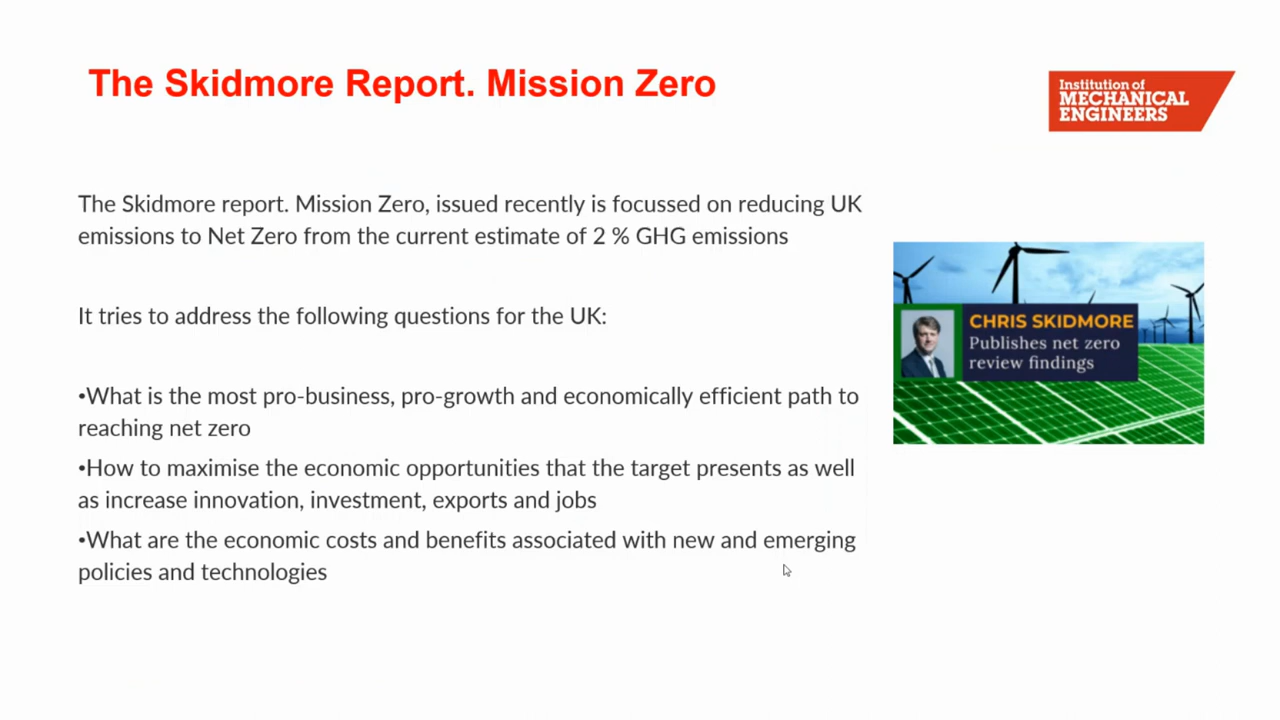 The Skidmore Report. Mission Zero
Institution of
MECHANICAL
ENGINEERS
The Skidmore report. Mission Zero, issued recently is focussed on reducing UK
emissions to Net Zero from the current estimate of 2 % GHG emissions
It tries to address the following questions for the UK:
•What is the most pro-business, pro-growth and economically efficient path to
reaching net zero
•How to maximise the economic opportunities that the target presents as well
as increase innovation, investment, exports and jobs
•What are the economic costs and benefits associated with new and emerging
policies and technologies
CHRIS SKIDMORE
Publishes net zero
review findings